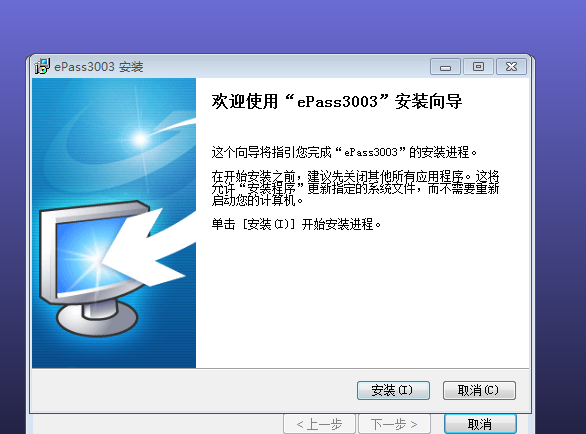 ePass3003 安装
欢迎使用“ePass3003”安装向导
这个向导将指引您完成“ePass3003”的安装进程。
在开始安装之前，建议先关闭其他所有应用程序。这将
允许“安装程序”更新指定的系统文件，而不需要重新
启动您的计算机。
单击 [安装(I)] 开始安装进程。
安装(I) 取消(C)
< 上一步 下一步 > 取消